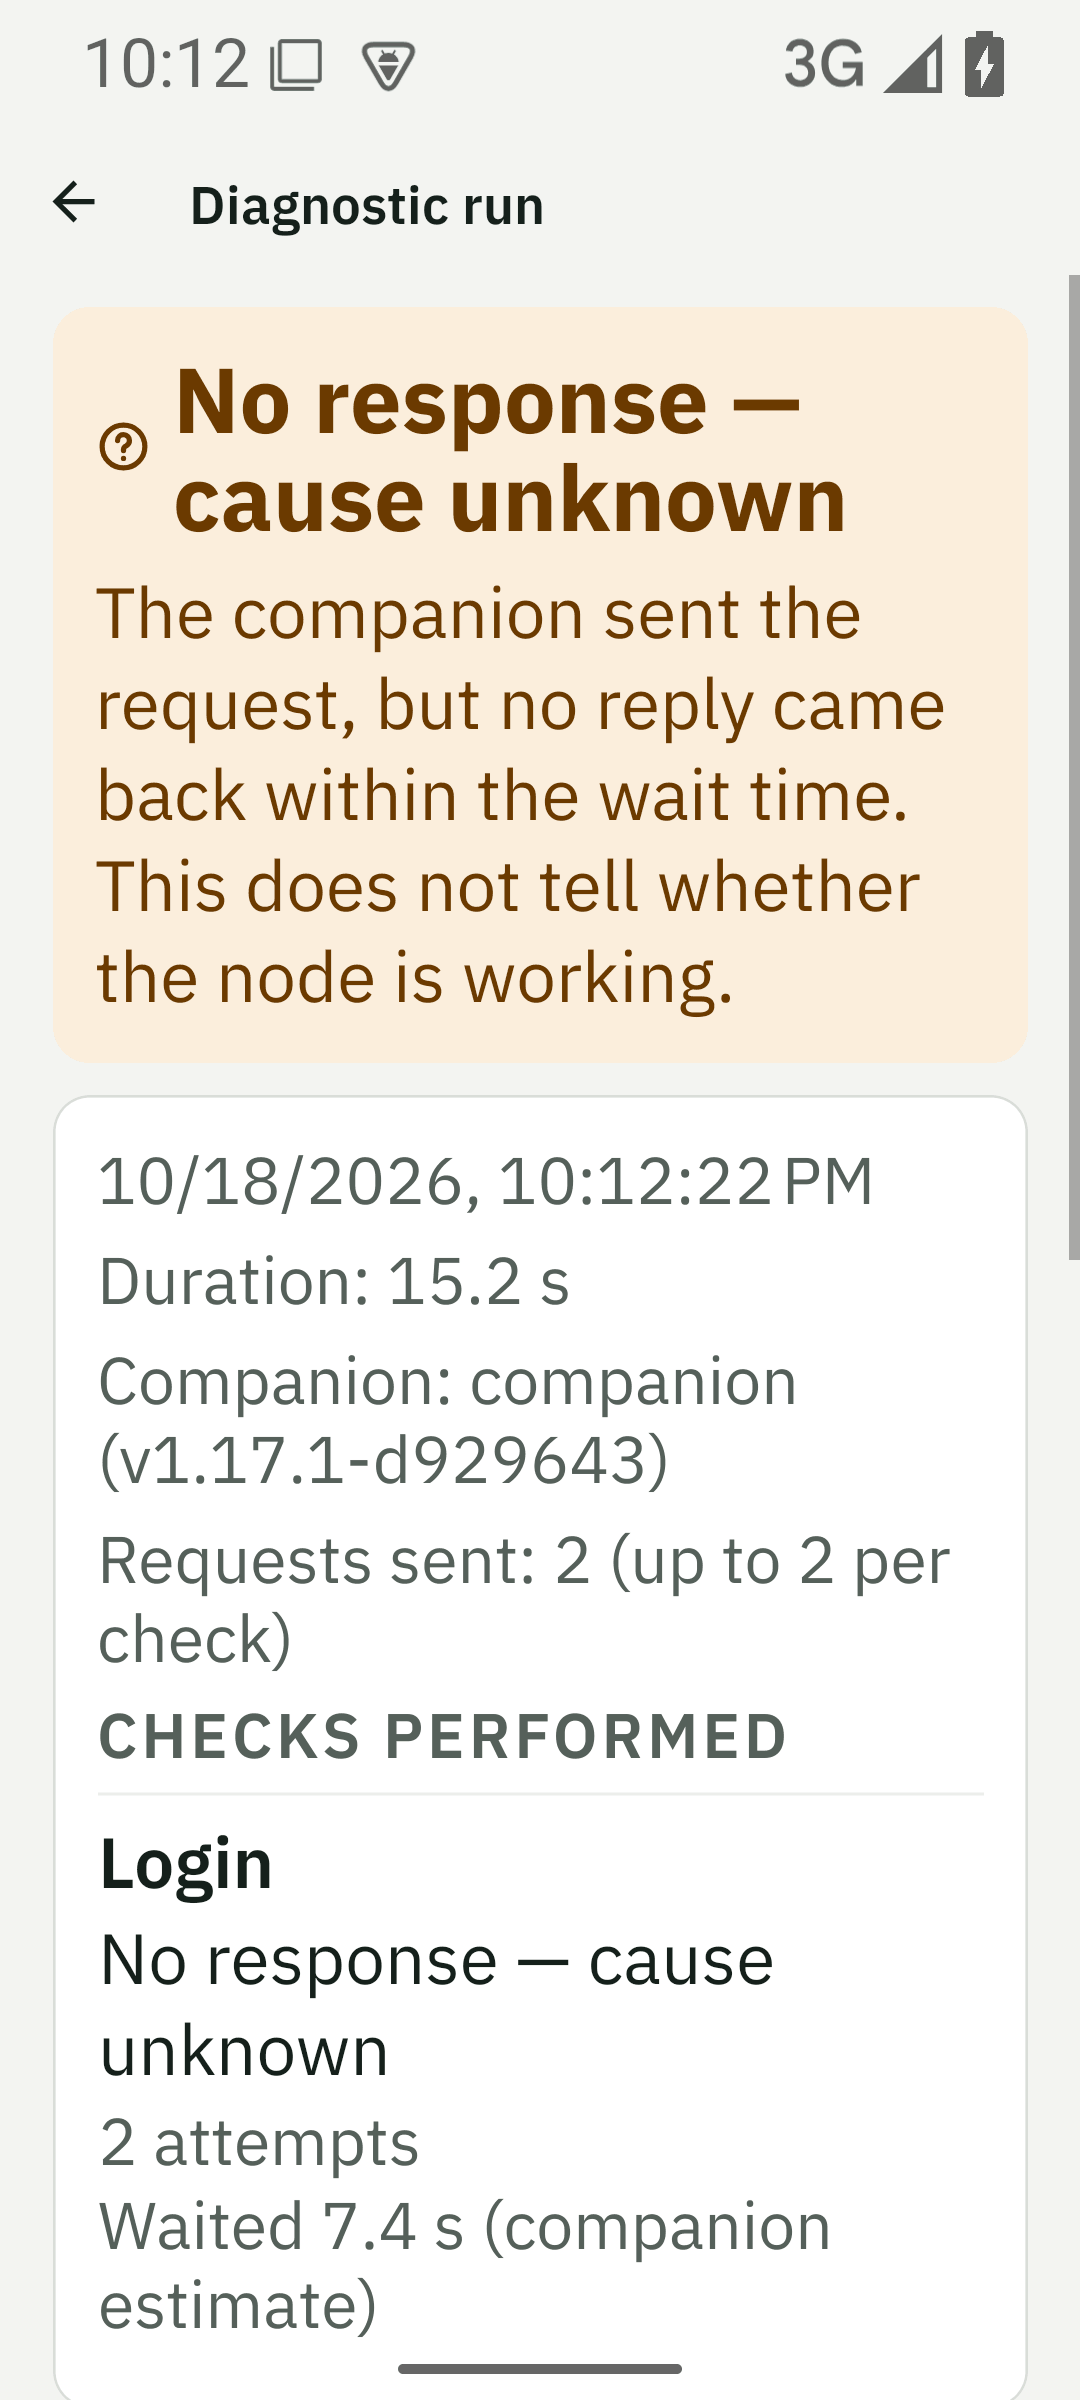 10:12
3G
Diagnostic run
No response —
cause unknown
The companion sent the
request, but no reply came
back within the wait time.
This does not tell whether
the node is working.
10/18/2026, 10:12:22 PM
Duration: 15.2 s
Companion: companion
(v1.17.1-d929643)
Requests sent: 2 (up to 2 per
check)
CHECKS PERFORMED
Login
No response — cause
unknown
2 attempts
Waited 7.4 s (companion
estimate)